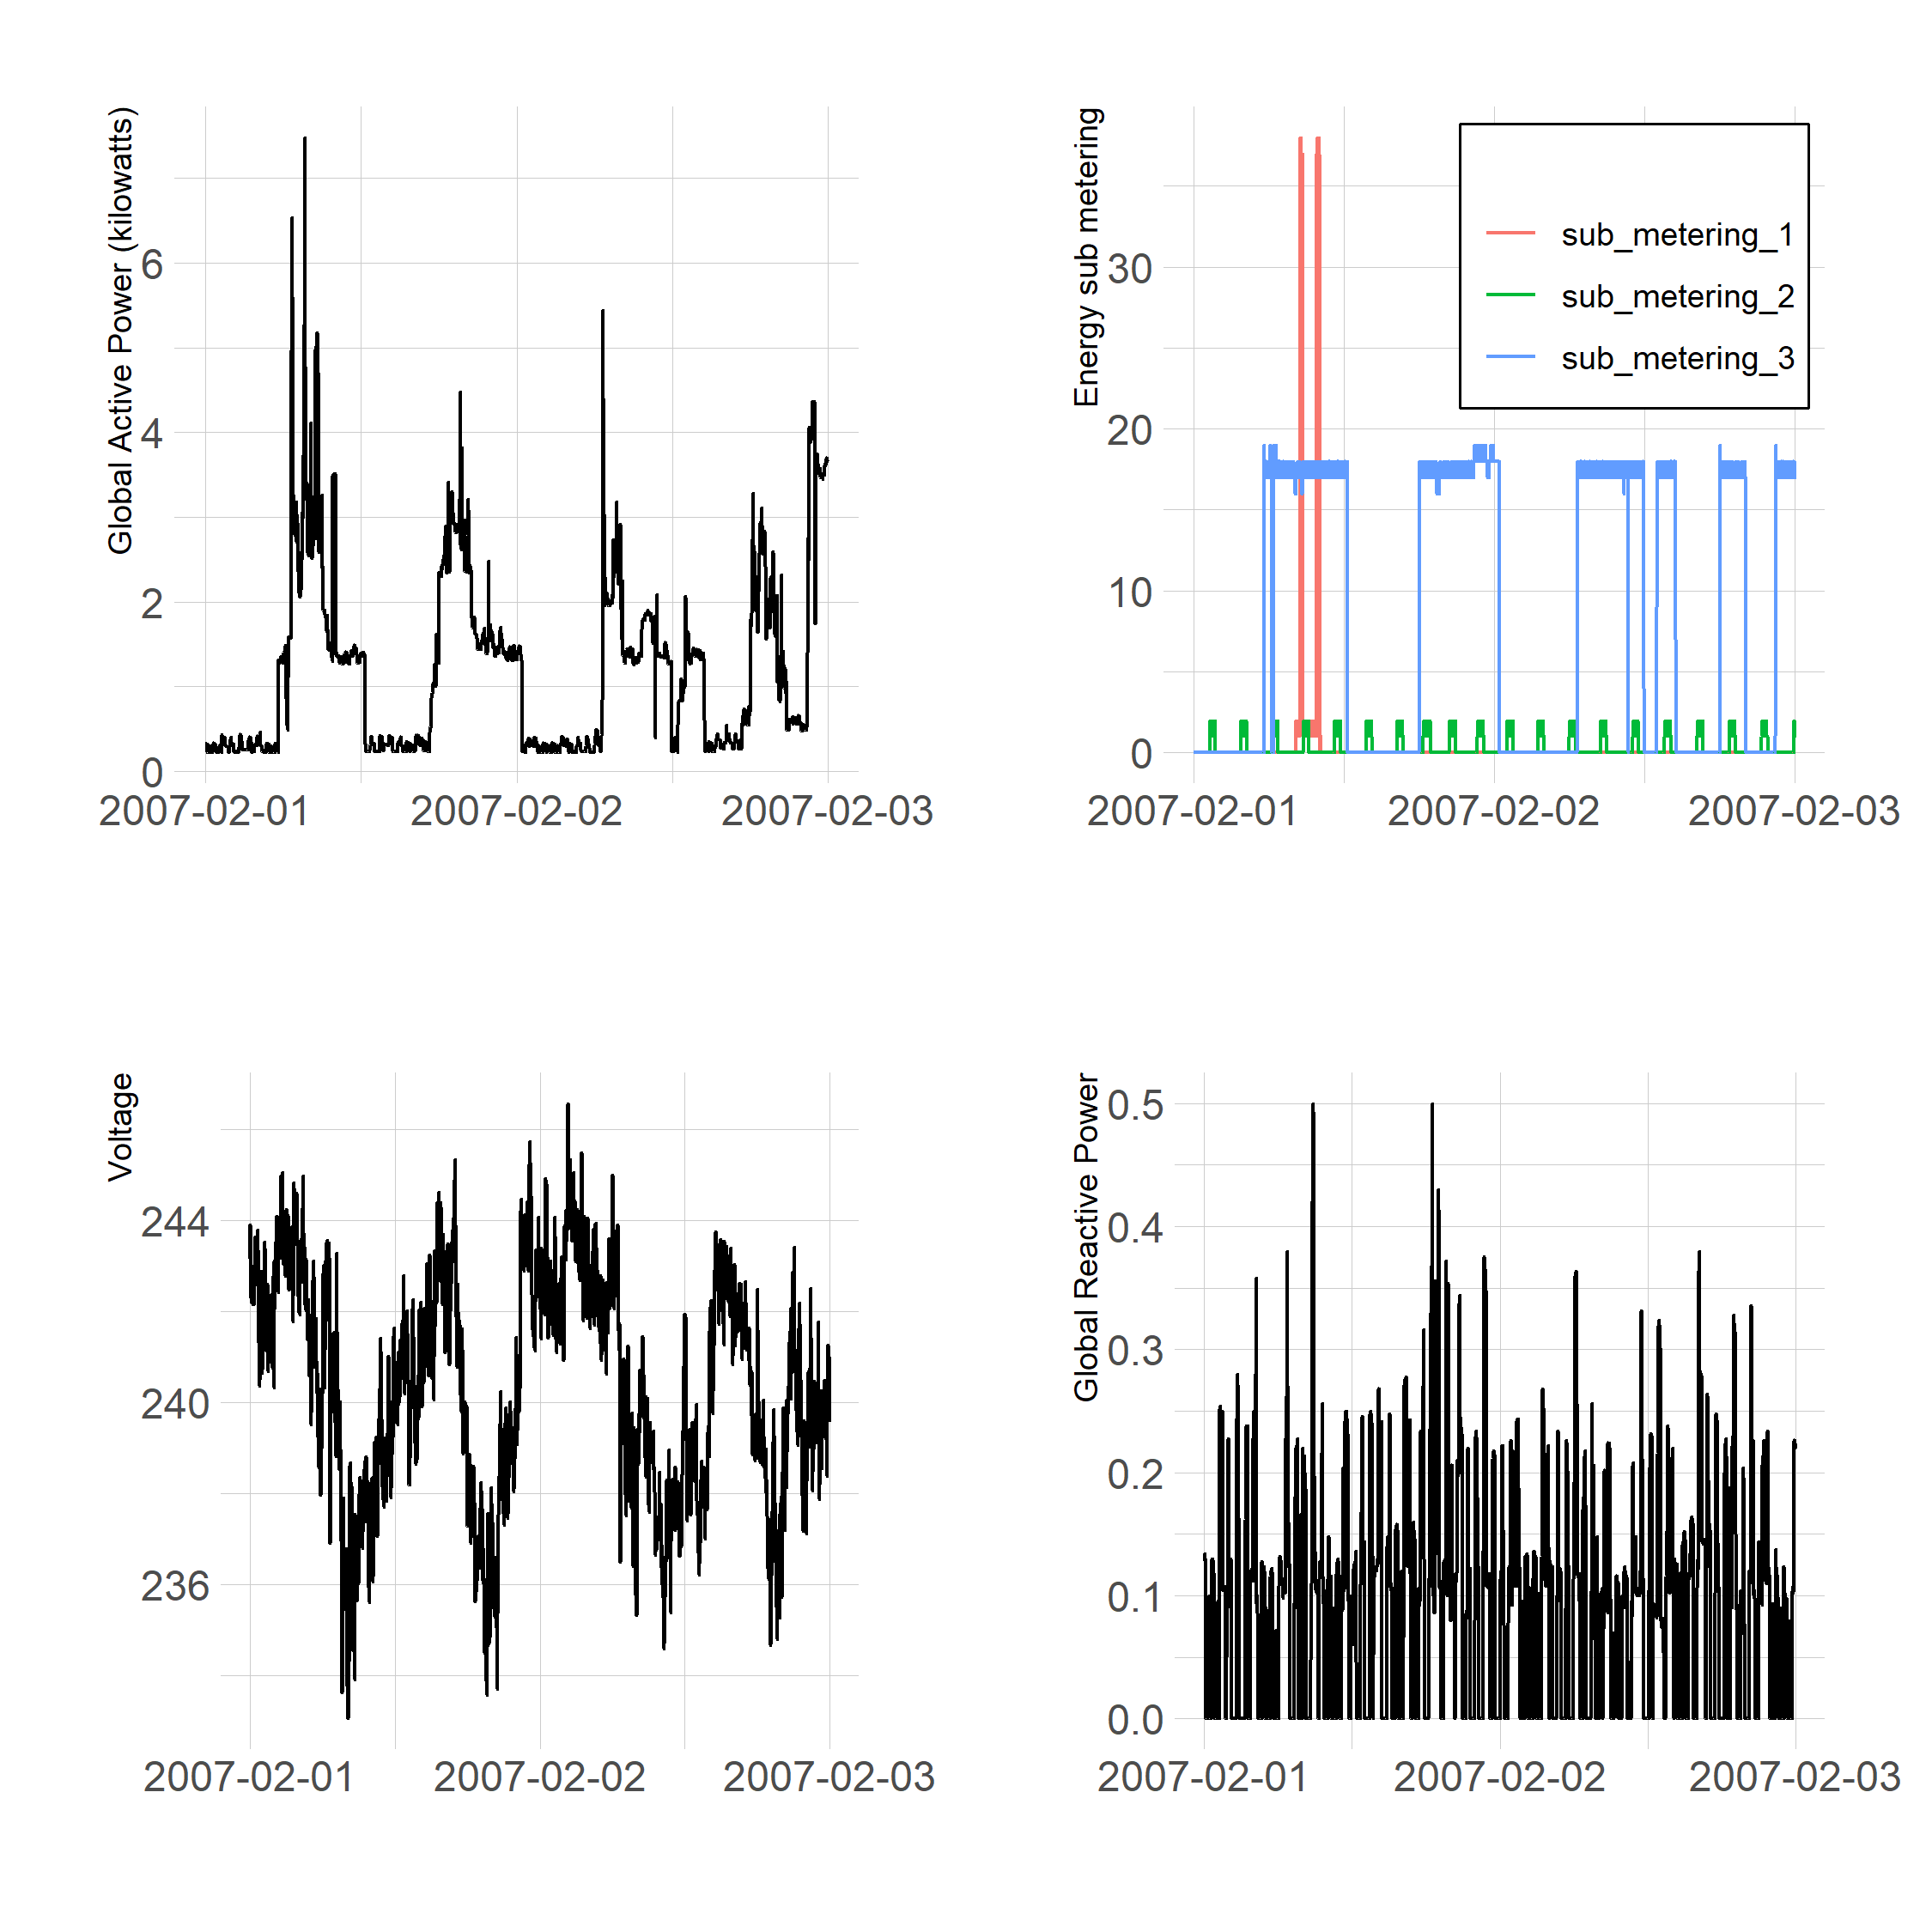 Global Active Power (kilowatts)
6
4
2
0
2007-02-01 2007-02-02 2007-02-03
Energy sub metering
30
20
10
0
sub_metering_1
sub_metering_2
sub_metering_3
2007-02-01 2007-02-02 2007-02-03
Voltage
244
240
236
2007-02-01 2007-02-02 2007-02-03
Global Reactive Power
0.5
0.4
0.3
0.2
0.1
0.0
2007-02-01 2007-02-02 2007-02-03